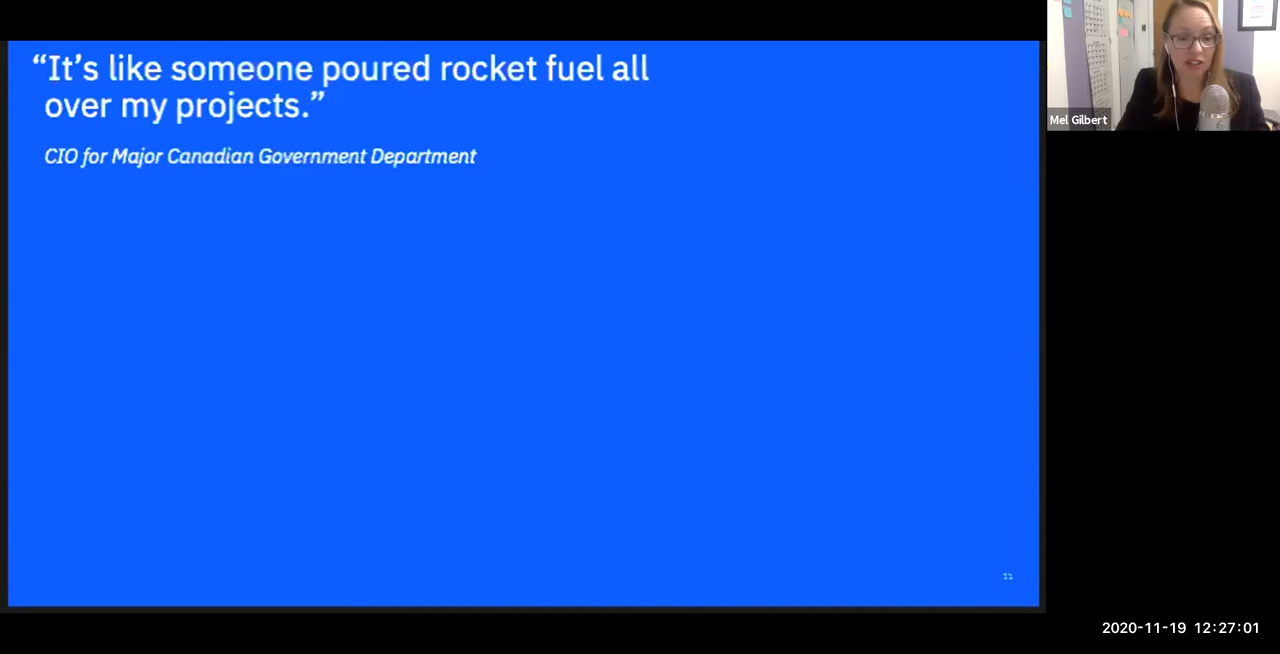 “It’s like someone poured rocket fuel all
over my projects.”
CIO for Major Canadian Government Department
Mel Gilbert
2020-11-19 12:27:01